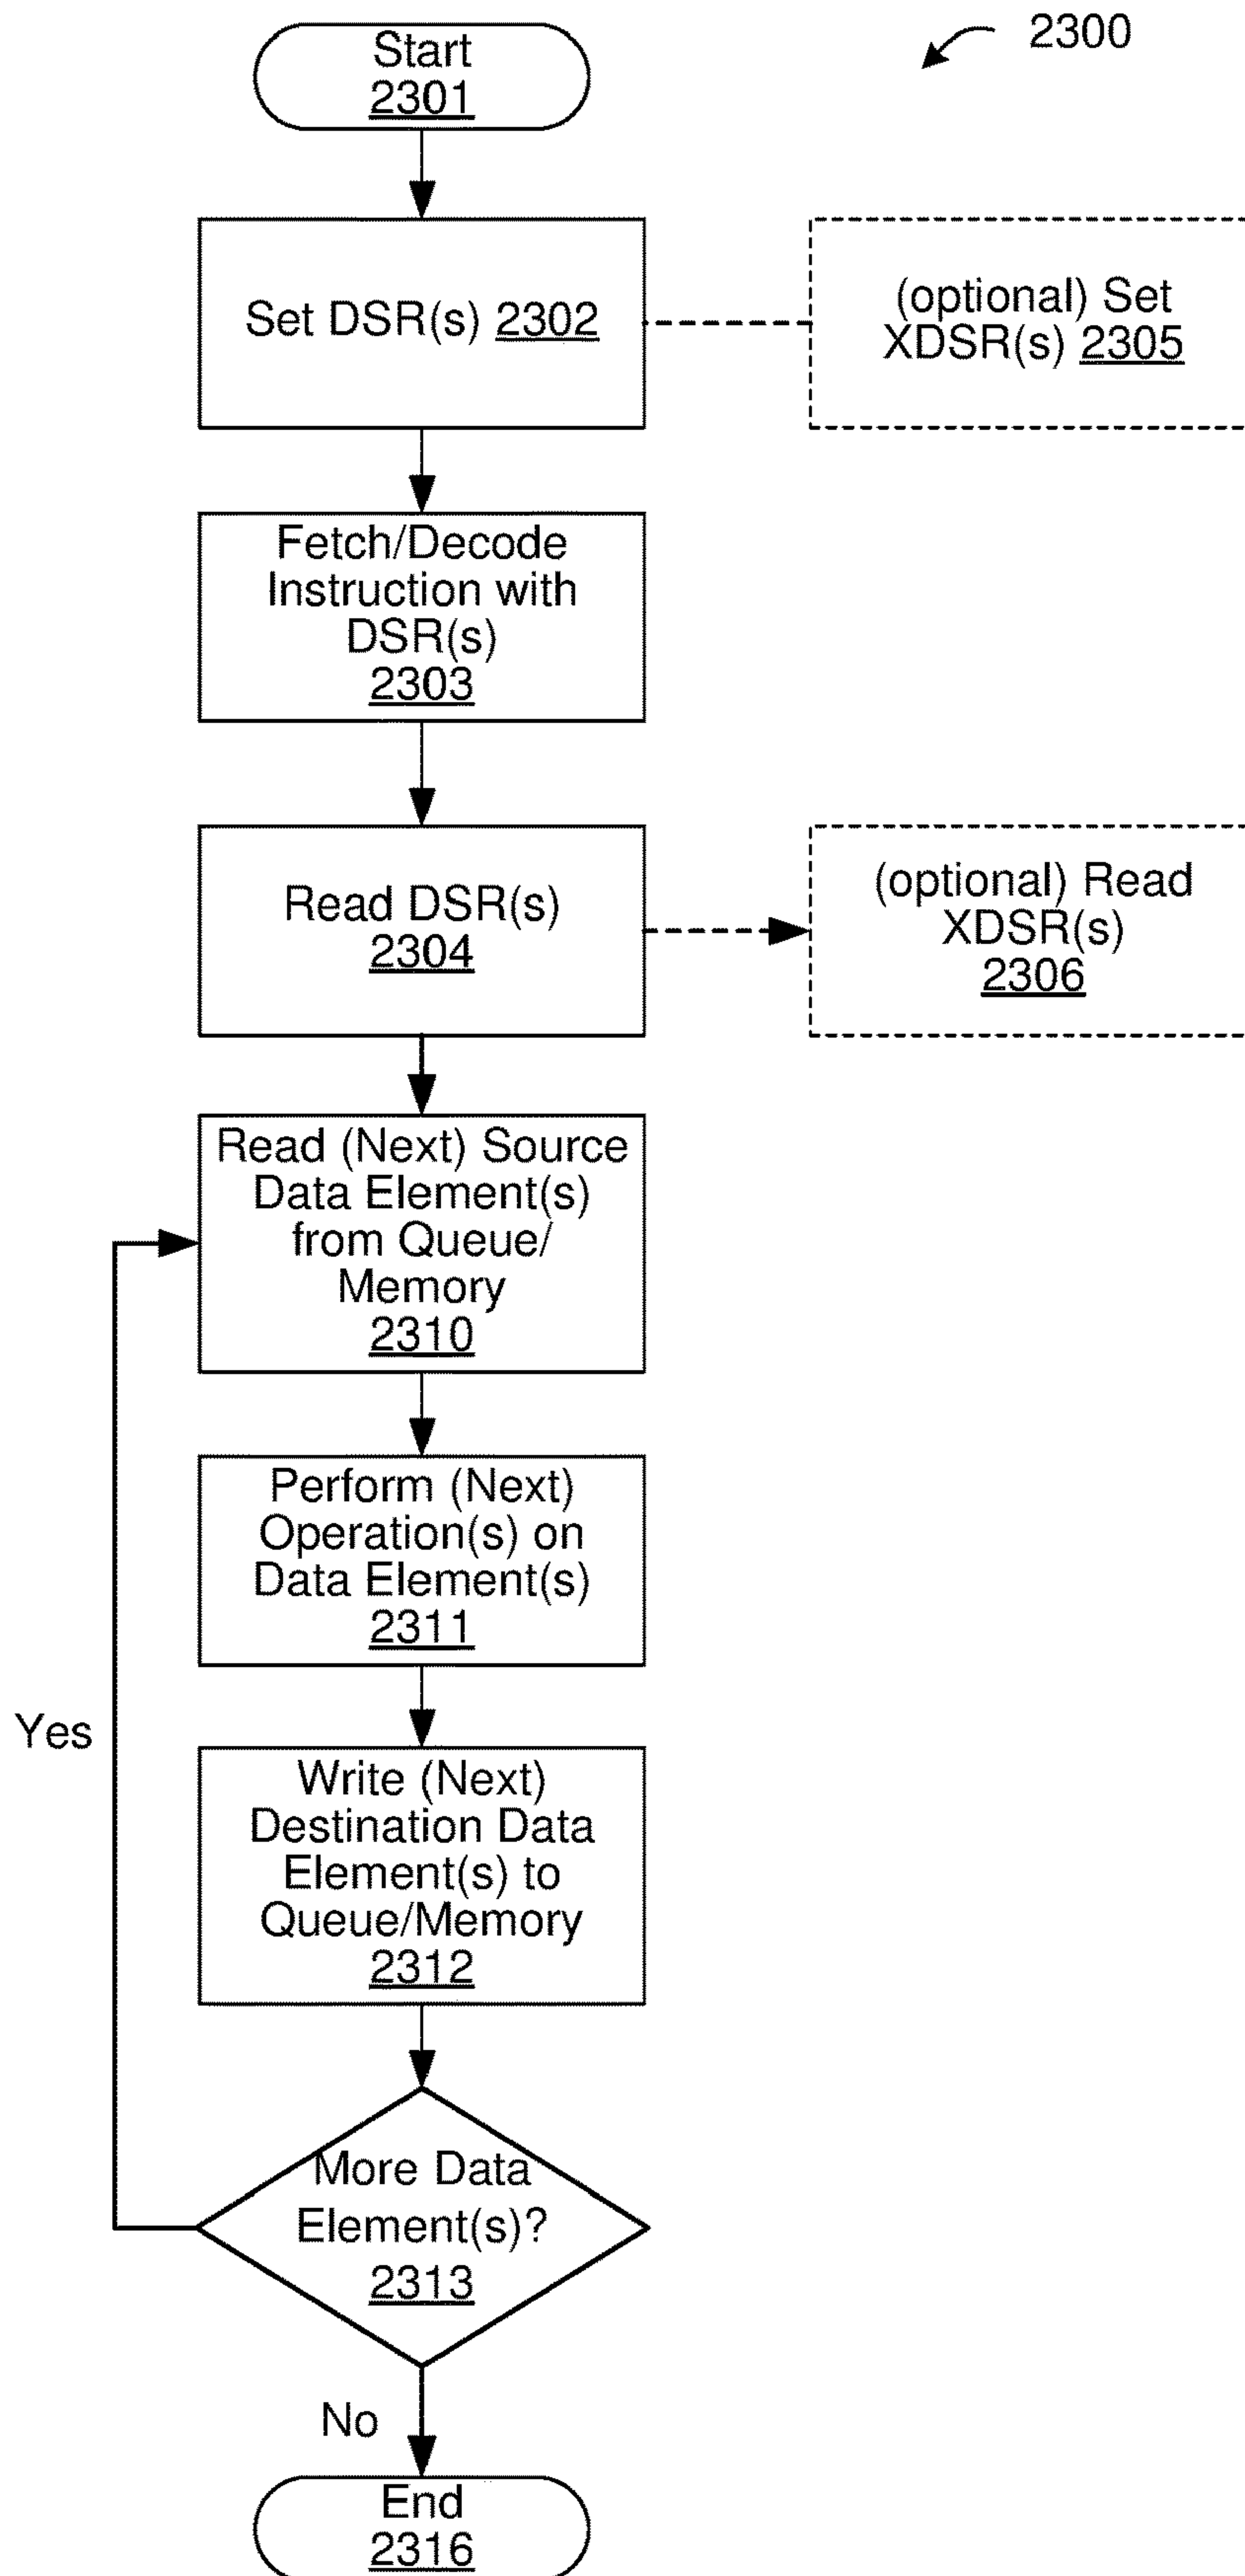 2300
Start
2301
Set DSR(s) 2302
(optional) Set
XDSR(s) 2305
Fetch/Decode
Instruction with
DSR(s)
2303
Read DSR(s)
2304
(optional) Read
XDSR(s)
2306
Read (Next) Source
Data Element(s)
from Queue/
Memory
2310
Perform (Next)
Operation(s) on
Data Element(s)
2311
Yes
Write (Next)
Destination Data
Element(s) to
Queue/Memory
2312
More Data
Element(s)?
2313
No
End
2316